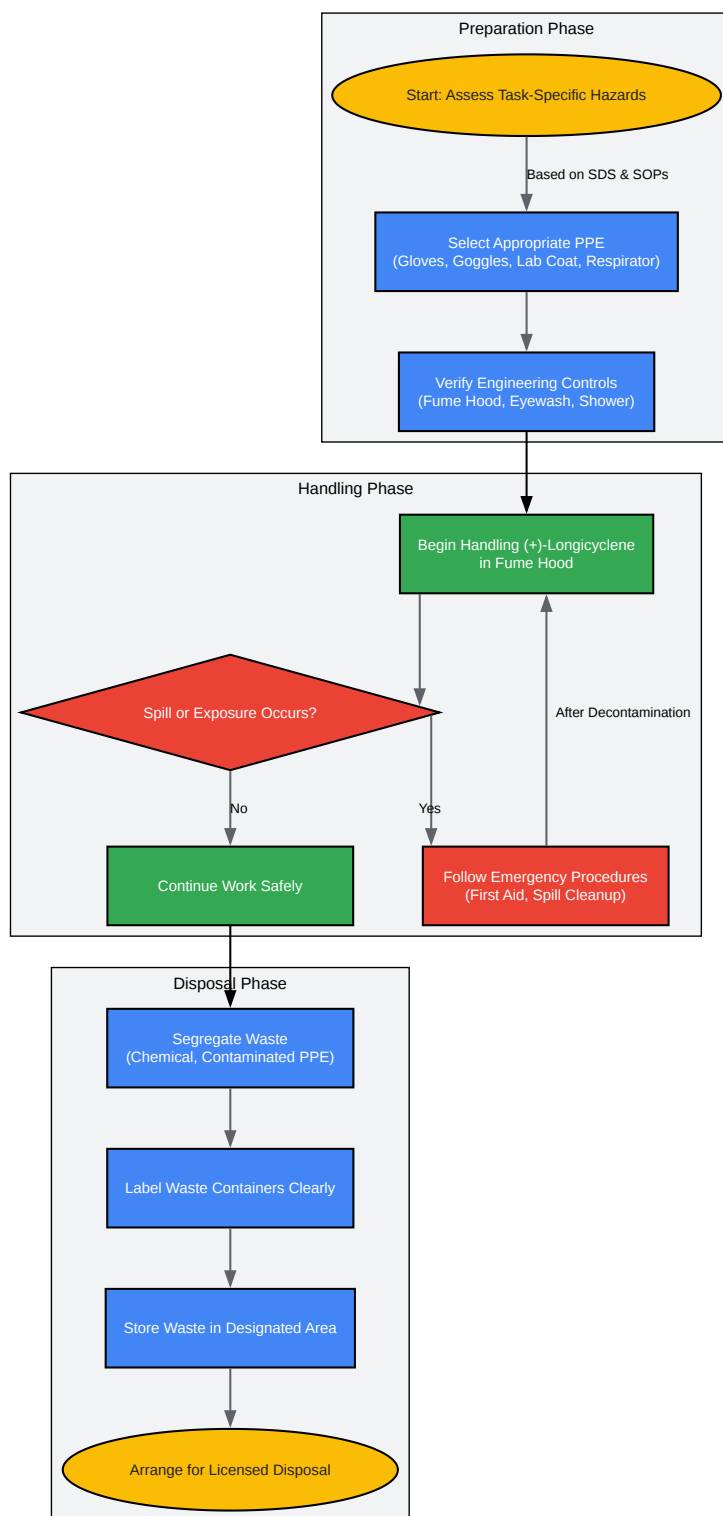 Preparation Phase
Start: Assess Task-Specific Hazards
Based on SDS & SOPs
Select Appropriate PPE
(Gloves, Goggles, Lab Coat, Respirator)
Verify Engineering Controls
(Fume Hood, Eyewash, Shower)
Handling Phase
Begin Handling (+)-Longicyclene
in Fume Hood
Spill or Exposure Occurs?
After Decontamination
No
Yes
Continue Work Safely
Follow Emergency Procedures
(First Aid, Spill Cleanup)
Disposal Phase
Segregate Waste
(Chemical, Contaminated PPE)
Label Waste Containers Clearly
Store Waste in Designated Area
Arrange for Licensed Disposal